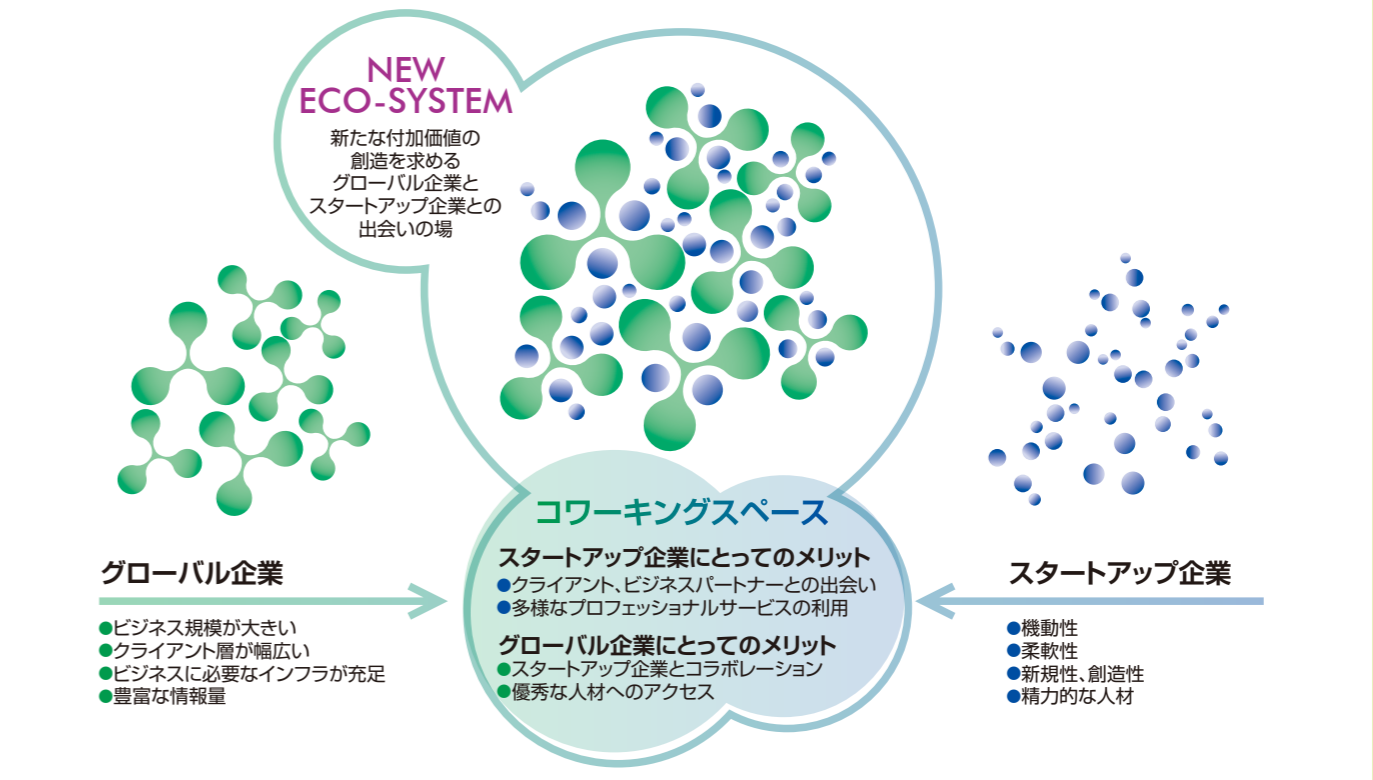 NEW
ECO-SYSTEM
新たな付加価値の
創造を求める
グローバル企業と
スタートアップ企業との
出会いの場
グローバル企業
●ビジネス規模が大きい
●クライアント層が幅広い
●ビジネスに必要なインフラが充足
●豊富な情報量
コワーキングスペース
スタートアップ企業にとってのメリット
●クライアント、ビジネスパートナーとの出会い
●多様なプロフェッショナルサービスの利用
グローバル企業にとってのメリット
●スタートアップ企業とコラボレーション
●優秀な人材へのアクセス
スタートアップ企業
●機動性
●柔軟性
●新規性、創造性
●精力的な人材